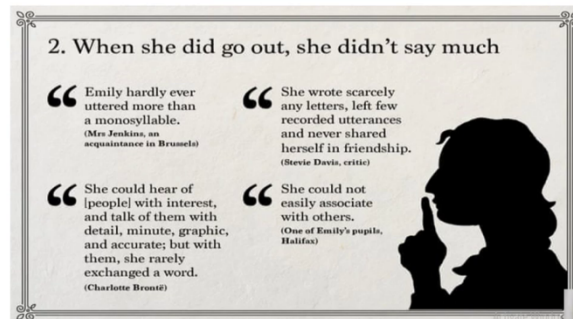 2. When she did go out, she didn't say much
“ Emily hardly ever
uttered more than
a monosyllable.
(Mrs Jenkins, an
acquaintance in Brussels)
“ She wrote scarcely
any letters, left few
recorded utterances
and never shared
herself in friendship.
(Stevie Davis, critic)
“ She could hear of
[people] with interest,
and talk of them with
detail, minute, graphic,
and accurate; but with
them, she rarely
exchanged a word.
(Charlotte Brontë)
“ She could not
easily associate
with others.
(One of Emily's pupils,
Halifax)